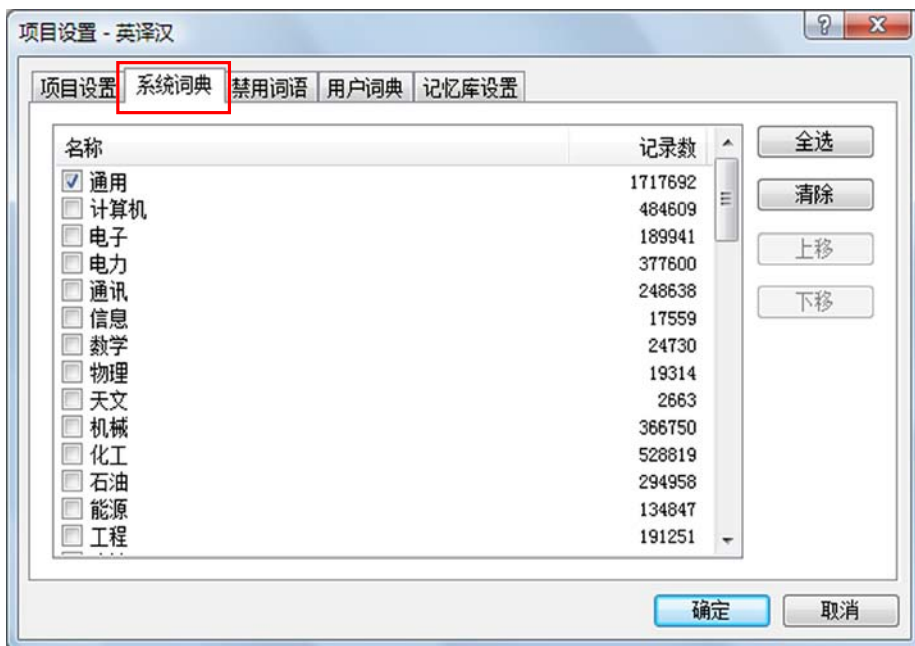 项目设置 - 英译汉
项目设置 系统词典 禁用词语 用户词典 记忆库设置
名称 记录数
通用 1717692
计算机 484609
电子 189941
电力 377600
通讯 248638
信息 17559
数学 24730
物理 19314
天文 2663
机械 366750
化工 528819
石油 294958
能源 134847
工程 191251
全选
清除
上移
下移
确定 取消